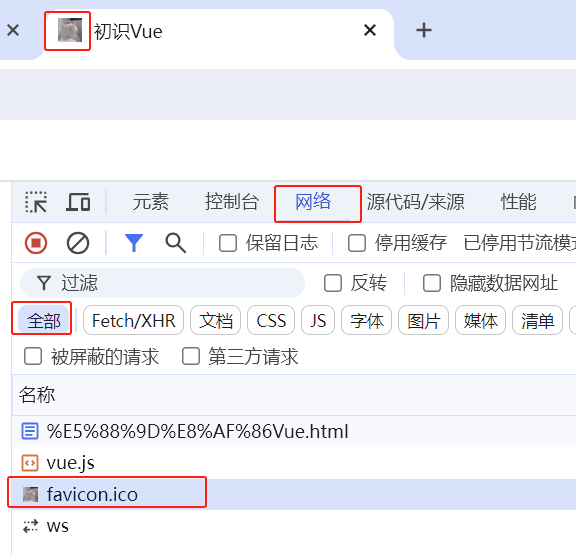 初识Vue
元素 控制台 网络 源代码/来源 性能
保留日志 停用缓存 已停用节流模式
过滤 反转 隐藏数据网址
全部 Fetch/XHR 文档 CSS JS 字体 图片 媒体 清单
被屏蔽的请求 第三方请求
名称
%E5%88%9D%E8%AF%86Vue.html
vue.js
favicon.ico
ws